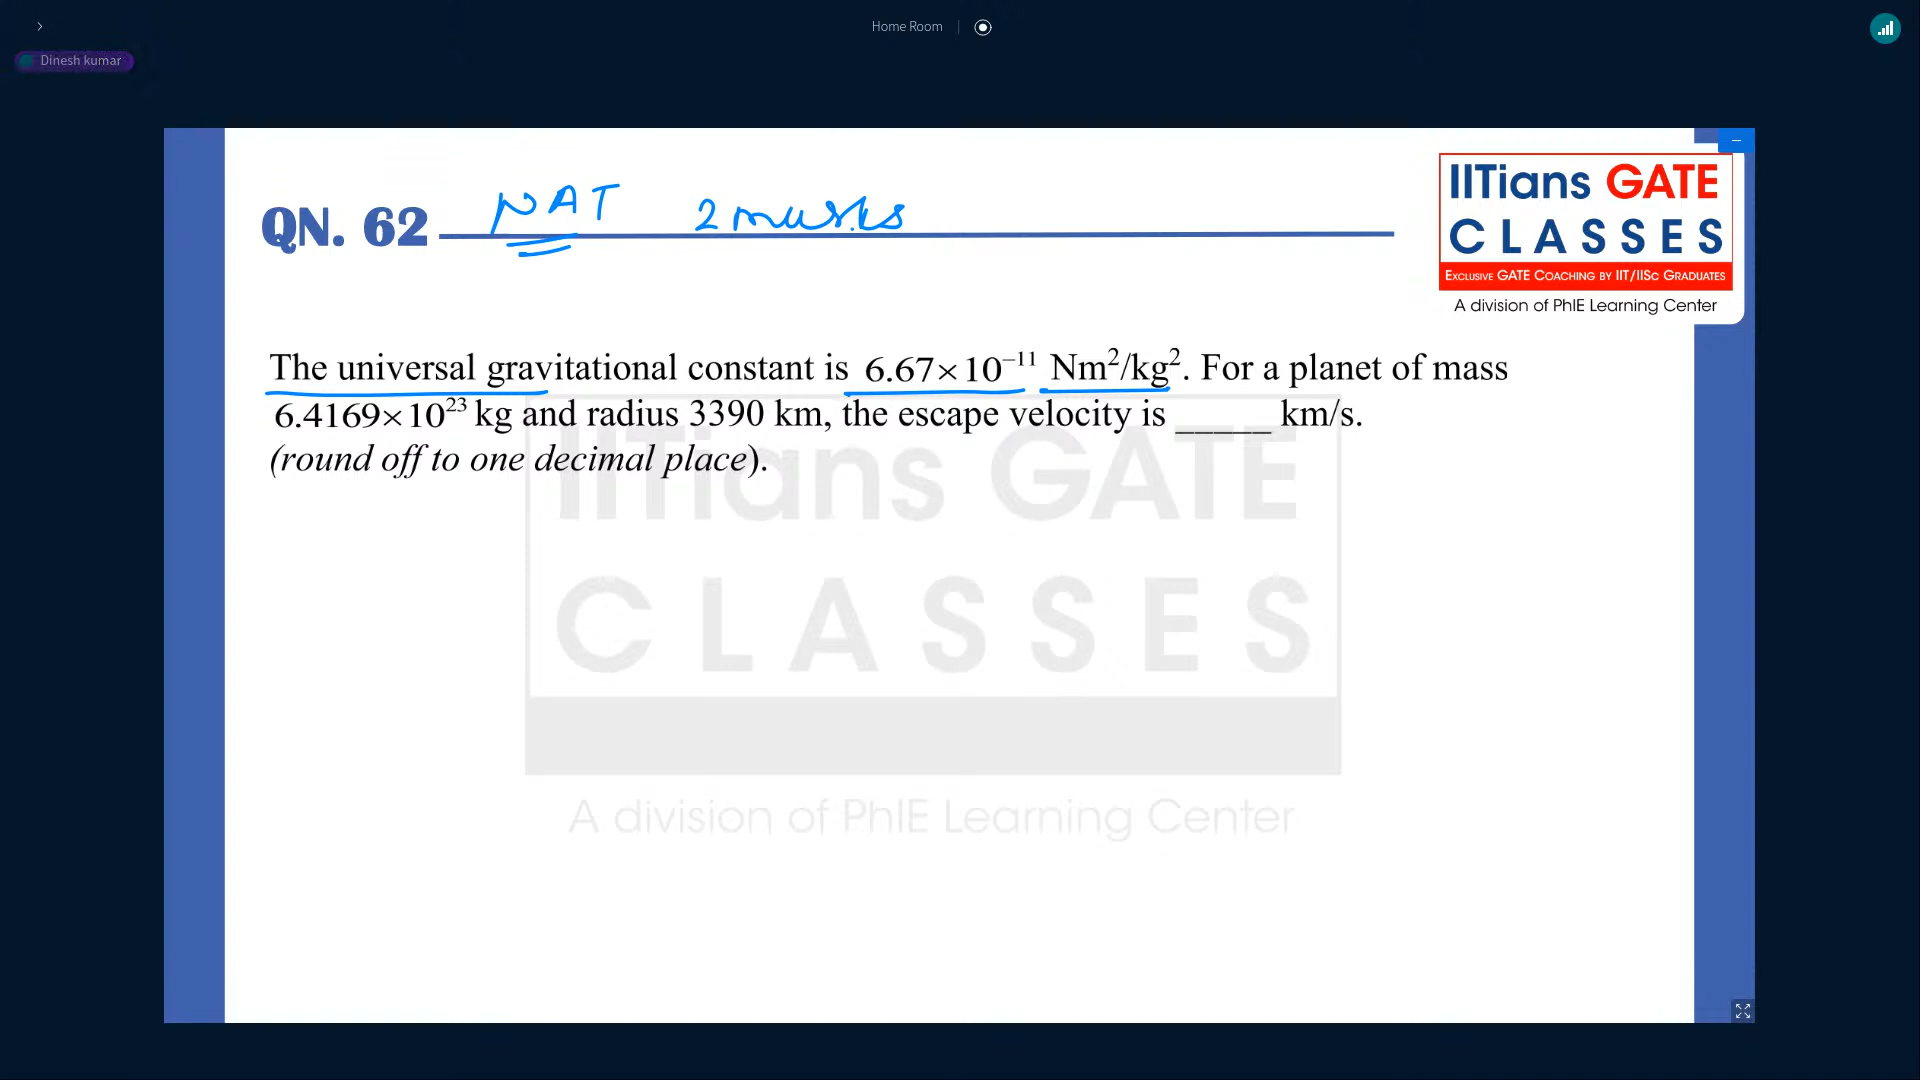 Home Room
Dinesh kumar
IITians GATE
CLASSES
EXCLUSIVE GATE COACHING BY IIT/IISc GRADUATES
A division of PhIE Learning Center
QN. 62 NAT 2 marks
The universal gravitational constant is 6.67×10⁻¹¹ Nm²/kg². For a planet of mass
6.4169×10²³ kg and radius 3390 km, the escape velocity is _____ km/s.
(round off to one decimal place).
IITians GATE
CLASSES
A division of PhIE Learning Center